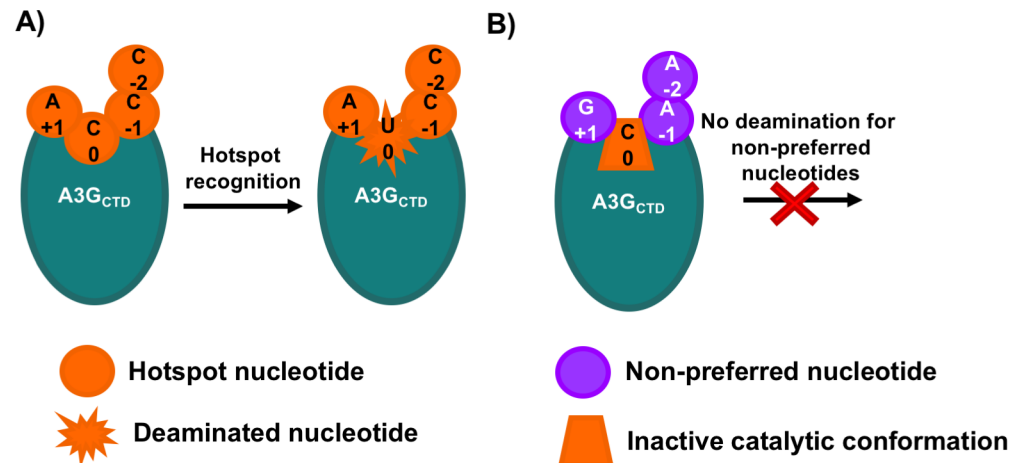 A)
C
-2
A
+1
C
-1
C
0
A3GCTD
Hotspot
recognition
C
-2
A
+1
C
-1
U
0
A3GCTD
B)
A
-2
G
+1
A
-1
C
0
A3GCTD
No deamination for
non-preferred
nucleotides
Hotspot nucleotide
Deaminated nucleotide
Non-preferred nucleotide
Inactive catalytic conformation